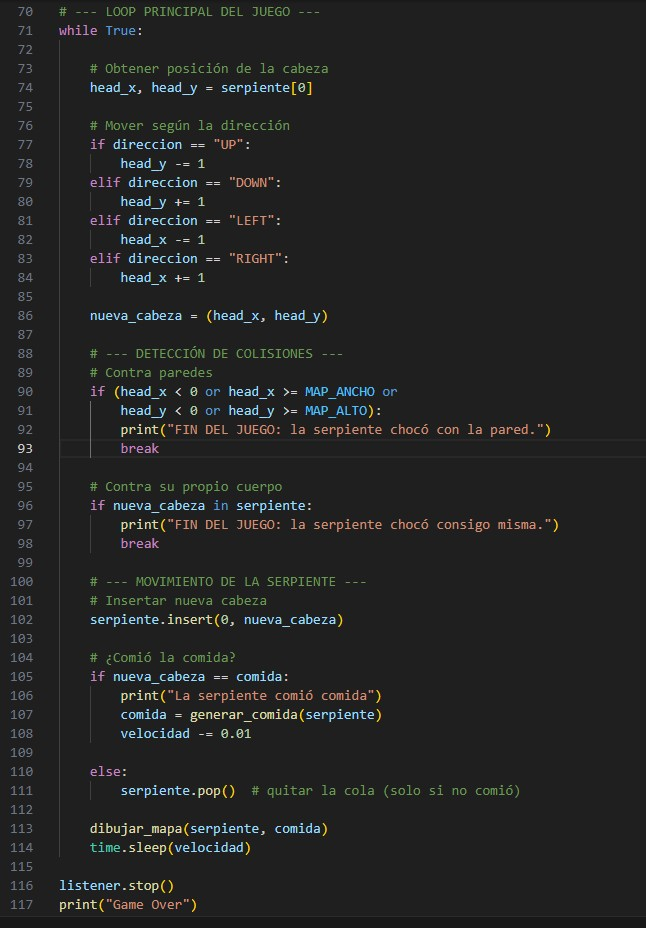 70 # --- LOOP PRINCIPAL DEL JUEGO ---
71 while True:
72
73     # Obtener posición de la cabeza
74     head_x, head_y = serpiente[0]
75
76     # Mover según la dirección
77     if direccion == "UP":
78         head_y -= 1
79     elif direccion == "DOWN":
80         head_y += 1
81     elif direccion == "LEFT":
82         head_x -= 1
83     elif direccion == "RIGHT":
84         head_x += 1
85
86     nueva_cabeza = (head_x, head_y)
87
88     # --- DETECCIÓN DE COLISIONES ---
89     # Contra paredes
90     if (head_x < 0 or head_x >= MAP_ANCHO or
91         head_y < 0 or head_y >= MAP_ALTO):
92         print("FIN DEL JUEGO: la serpiente chocó con la pared.")
93         break
94
95     # Contra su propio cuerpo
96     if nueva_cabeza in serpiente:
97         print("FIN DEL JUEGO: la serpiente chocó consigo misma.")
98         break
99
100     # --- MOVIMIENTO DE LA SERPIENTE ---
101     # Insertar nueva cabeza
102     serpiente.insert(0, nueva_cabeza)
103
104     # ¿Comió la comida?
105     if nueva_cabeza == comida:
106         print("La serpiente comió comida")
107         comida = generar_comida(serpiente)
108         velocidad -= 0.01
109
110     else:
111         serpiente.pop()  # quitar la cola (solo si no comió)
112
113     dibujar_mapa(serpiente, comida)
114     time.sleep(velocidad)
115
116 listener.stop()
117 print("Game Over")